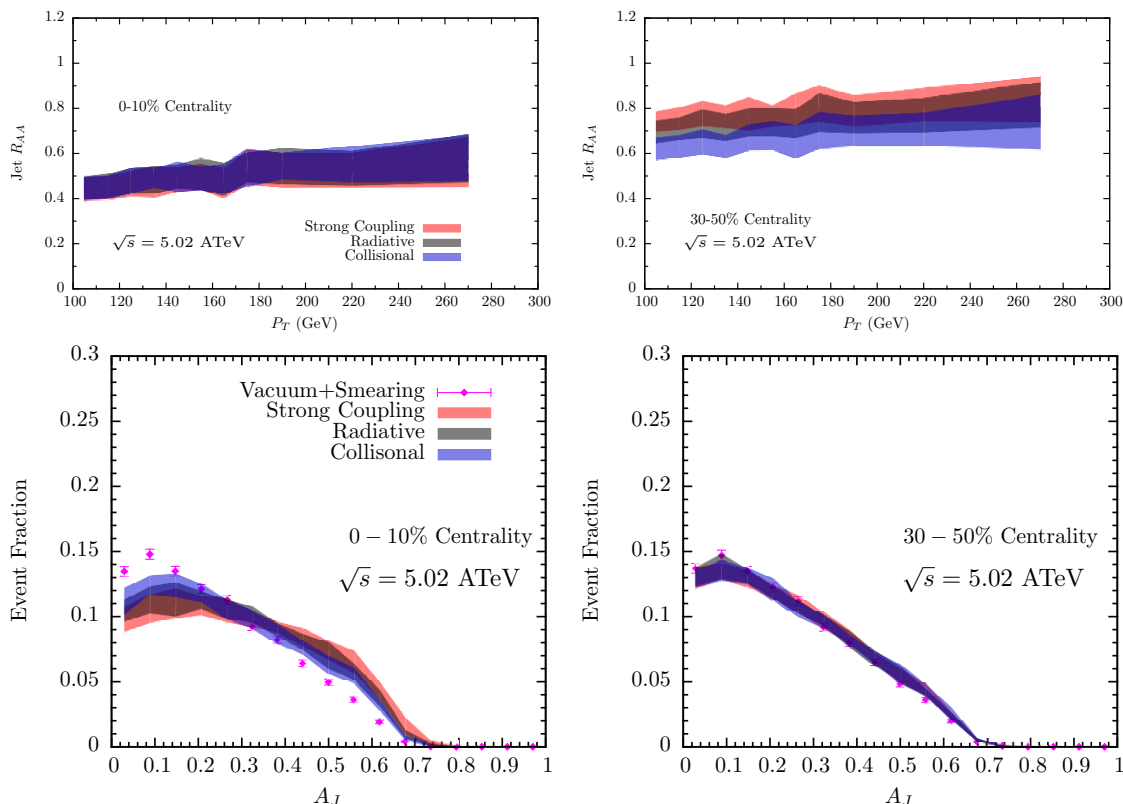 1.2
1
0.8
0.6
0.4
0.2
0
Jet R_AA
0-10% Centrality
√s = 5.02 ATeV
Strong Coupling
Radiative
Collisional
100 120 140 160 180 200 220 240 260 280 300
P_T (GeV)
1.2
1
0.8
0.6
0.4
0.2
0
Jet R_AA
30-50% Centrality
√s = 5.02 ATeV
100 120 140 160 180 200 220 240 260 280 300
P_T (GeV)
0.3
0.25
0.2
0.15
0.1
0.05
0
Event Fraction
Vacuum+Smearing
Strong Coupling
Radiative
Collisonal
0 − 10% Centrality
√s = 5.02 ATeV
0 0.1 0.2 0.3 0.4 0.5 0.6 0.7 0.8 0.9 1
A_J
0.3
0.25
0.2
0.15
0.1
0.05
0
Event Fraction
30 − 50% Centrality
√s = 5.02 ATeV
0 0.1 0.2 0.3 0.4 0.5 0.6 0.7 0.8 0.9 1
A_J